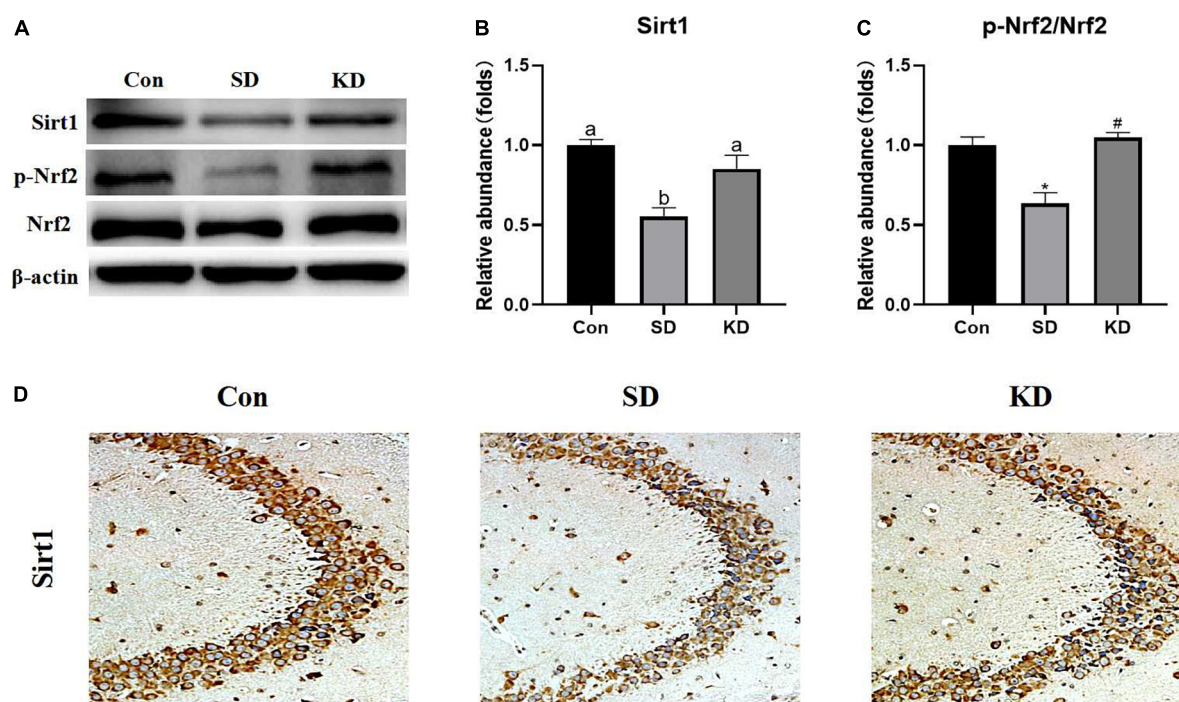 A
Con SD KD
Sirt1
p-Nrf2
Nrf2
β-actin
B
Sirt1
Relative abundance (folds)
1.5
1.0
0.5
0.0
a
b
a
Con SD KD
C
p-Nrf2/Nrf2
Relative abundance (folds)
1.5
1.0
0.5
0.0
*
#
Con SD KD
D
Con SD KD
Sirt1